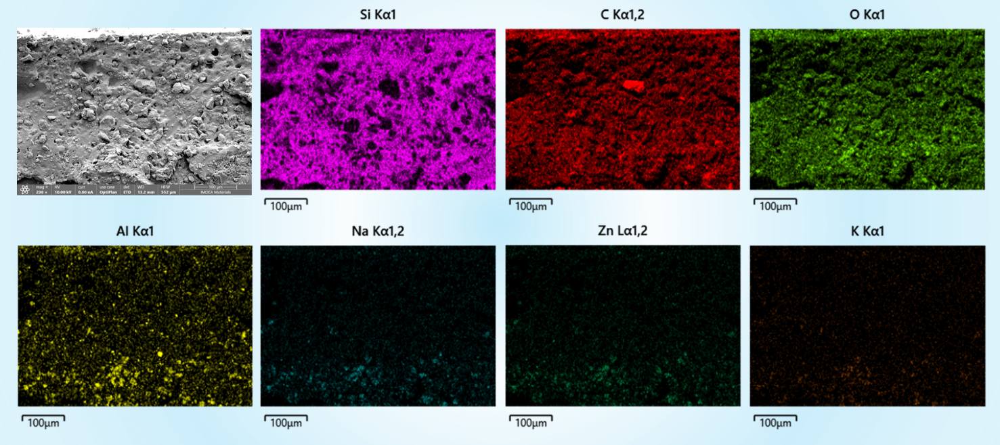 Si Kα1
C Kα1,2
O Kα1
mag × HV curr use case det WD HFW
100 µm
230 × 10.00 kV 0.80 nA OptiPlan ETD 13.2 mm 552 µm IMDEA Materials
100µm
100µm
100µm
Al Kα1
Na Kα1,2
Zn Lα1,2
K Kα1
100µm
100µm
100µm
100µm